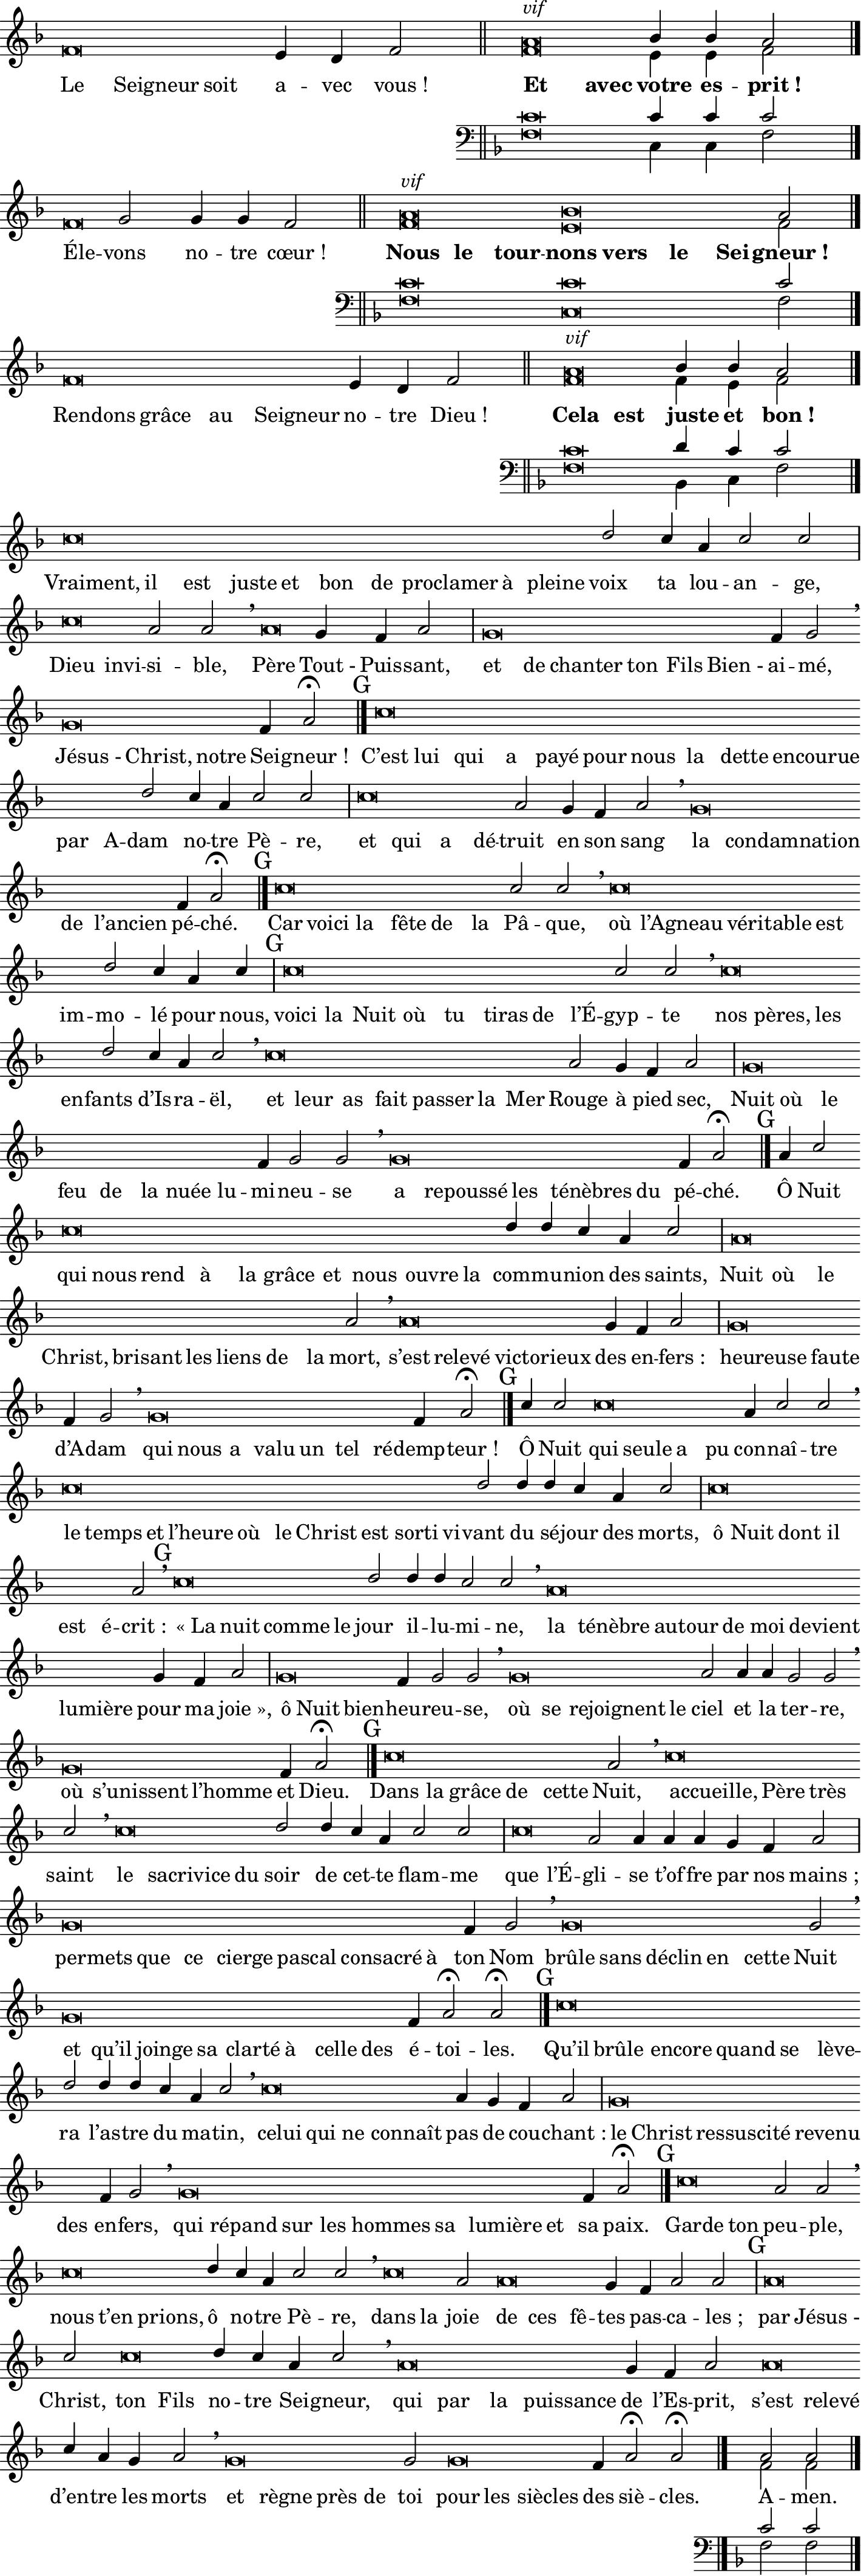 vif
Le Seigneur soit a - vec vous ! Et avec votre es - prit !
vif
Éle - vons no - tre cœur ! Nous le tour - nons vers le Seigneur !
vif
Rendons grâce au Seigneur no - tre Dieu ! Cela est juste et bon !
Vraiment, il est juste et bon de proclamer à pleine voix ta lou - an - ge,
Dieu invi - si - ble, Père Tout - Puissant, et de chanter ton Fils Bien - ai - mé,
G
Jésus - Christ, notre Seigneur ! C’est lui qui a payé pour nous la dette encourue
par A - dam no - tre Pè - re, et qui a dé - truit en son sang la condamnation
G
de l’ancien pé - ché. Car voici la fête de la Pâ - que, où l’Agneau véritable est
G
im - mo - lé pour nous, voici la Nuit où tu tiras de l’É - gyp - te nos pères, les
enfants d’Is - ra - ël, et leur as fait passer la Mer Rouge à pied sec, Nuit où le
G
feu de la nuée lu - mi - neu - se a repoussé les ténèbres du pé - ché. Ô Nuit
qui nous rend à la grâce et nous ouvre la communion des saints, Nuit où le
Christ, brisant les liens de la mort, s’est relevé victorieux des en - fers : heureuse faute
G
d’Adam qui nous a valu un tel rédempteur ! Ô Nuit qui seule a pu connaî - tre
le temps et l’heure où le Christ est sorti vivant du séjour des morts, ô Nuit dont il
G
est é - crit : « La nuit comme le jour il - lu - mi - ne, la ténèbre autour de moi devient
lumière pour ma joie », ô Nuit bienheureu - se, où se rejoignent le ciel et la ter - re,
G
où s’unissent l’homme et Dieu. Dans la grâce de cette Nuit, accueille, Père très
saint le sacrivice du soir de cet - te flam - me que l’É - gli - se t’offre par nos mains ;
permets que ce cierge pascal consacré à ton Nom brûle sans déclin en cette Nuit
G
et qu’il joinge sa clarté à celle des é - toi - les. Qu’il brûle encore quand se lève -
ra l’astre du matin, celui qui ne connaît pas de couchant : le Christ ressuscité revenu
G
des enfers, qui répand sur les hommes sa lumière et sa paix. Garde ton peu - ple,
G
nous t’en prions, ô notre Pè - re, dans la joie de ces fê - tes pas - ca - les ; par Jésus -
Christ, ton Fils no - tre Seigneur, qui par la puissance de l’Es - prit, s’est relevé
d’entre les morts et règne près de toi pour les siècles des siè - cles. A - men.